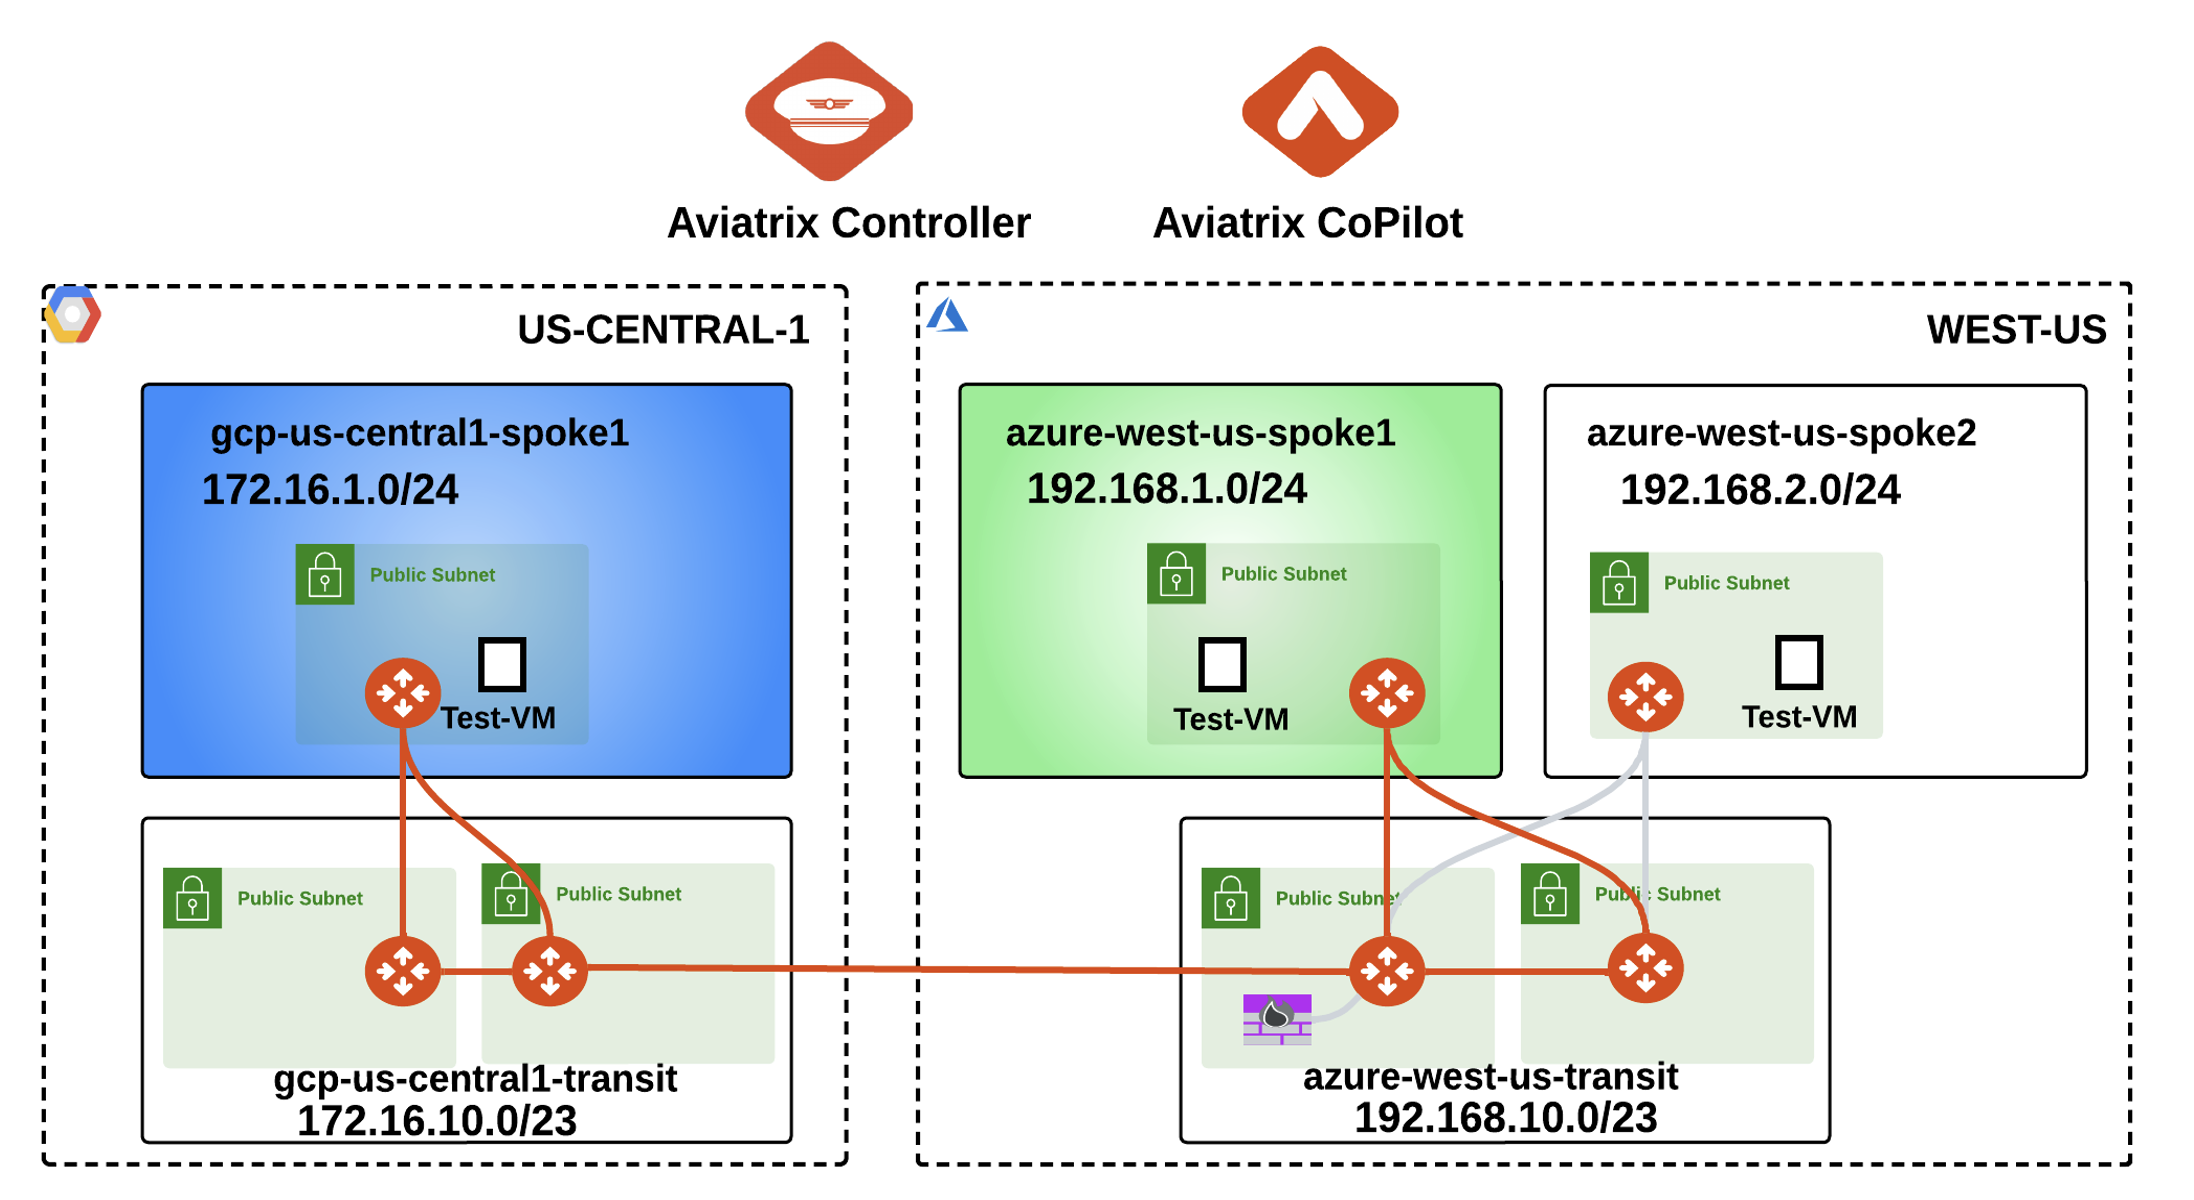 Aviatrix Controller
Aviatrix CoPilot
US-CENTRAL-1
gcp-us-central1-spoke1
172.16.1.0/24
Public Subnet
Test-VM
Public Subnet
Public Subnet
gcp-us-central1-transit
172.16.10.0/23
WEST-US
azure-west-us-spoke1
192.168.1.0/24
Public Subnet
Test-VM
azure-west-us-spoke2
192.168.2.0/24
Public Subnet
Test-VM
Public Subnet
Public Subnet
azure-west-us-transit
192.168.10.0/23